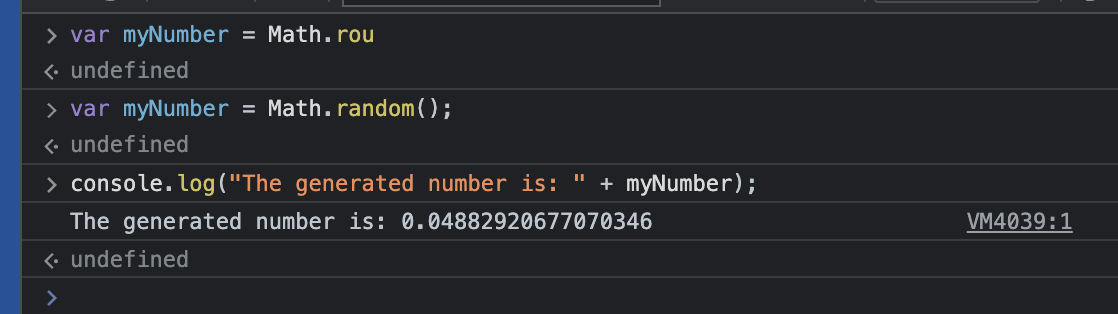 var myNumber = Math.rou
undefined
var myNumber = Math.random();
undefined
console.log("The generated number is: " + myNumber);
The generated number is: 0.04882920677070346 VM4039:1
undefined